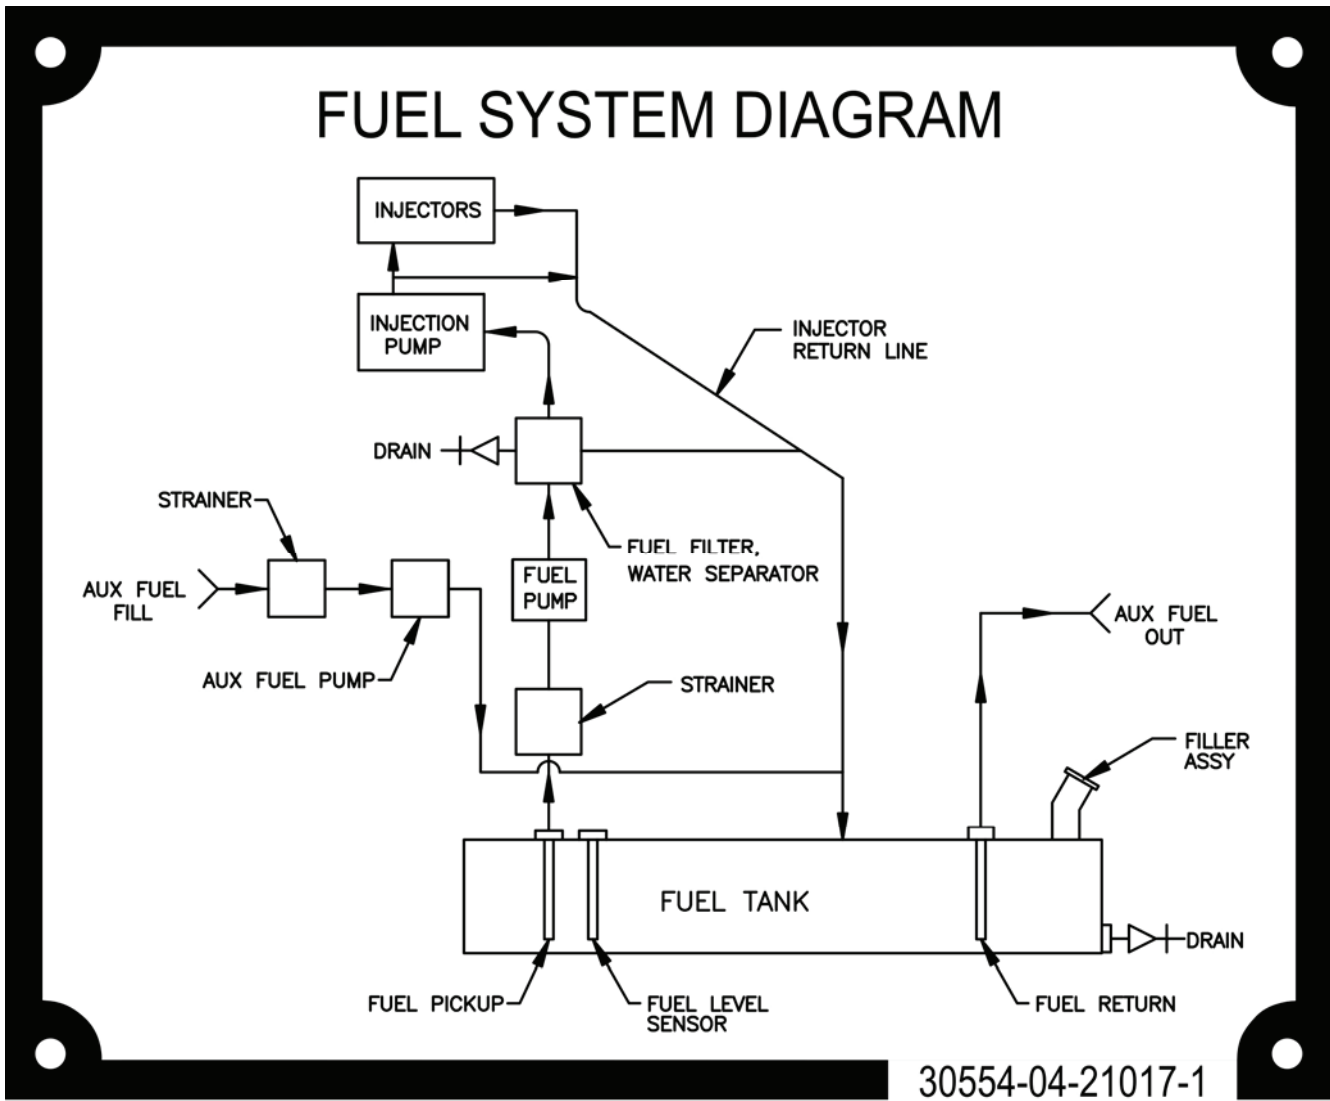 FUEL SYSTEM DIAGRAM
INJECTORS
INJECTION
PUMP
INJECTOR
RETURN LINE
DRAIN
STRAINER
FUEL FILTER,
WATER SEPARATOR
FUEL
PUMP
AUX FUEL
FILL
AUX FUEL
OUT
AUX FUEL PUMP
STRAINER
FILLER
ASSY
FUEL TANK
DRAIN
FUEL PICKUP
FUEL LEVEL
SENSOR
FUEL RETURN
30554-04-21017-1